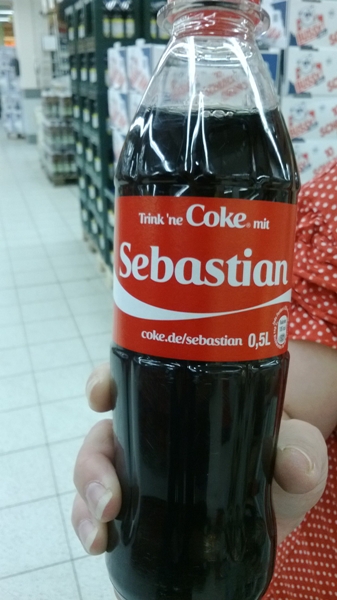 Trink 'ne Coke® mit
Sebastian
coke.de/sebastian 0,5L